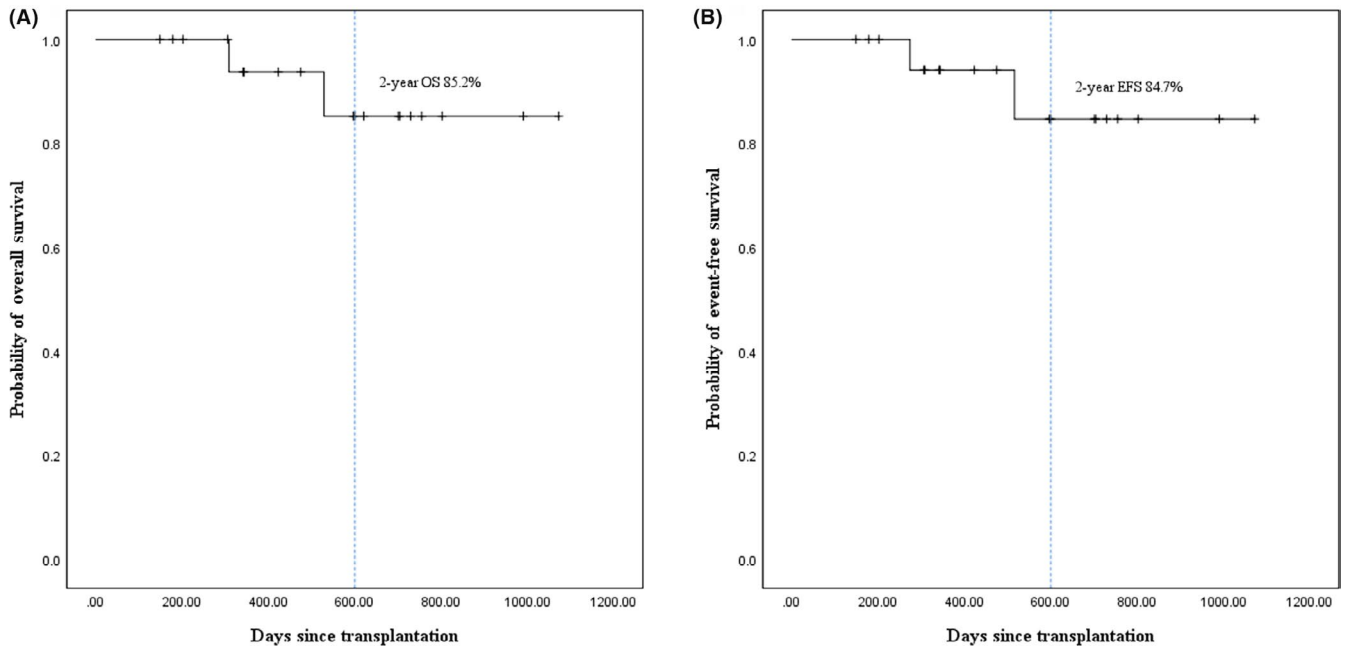 (A)
1.0
0.8
0.6
0.4
0.2
0.0
Probability of overall survival
2-year OS 85.2%
.00 200.00 400.00 600.00 800.00 1000.00 1200.00
Days since transplantation
(B)
1.0
0.8
0.6
0.4
0.2
0.0
Probability of event-free survival
2-year EFS 84.7%
.00 200.00 400.00 600.00 800.00 1000.00 1200.00
Days since transplantation